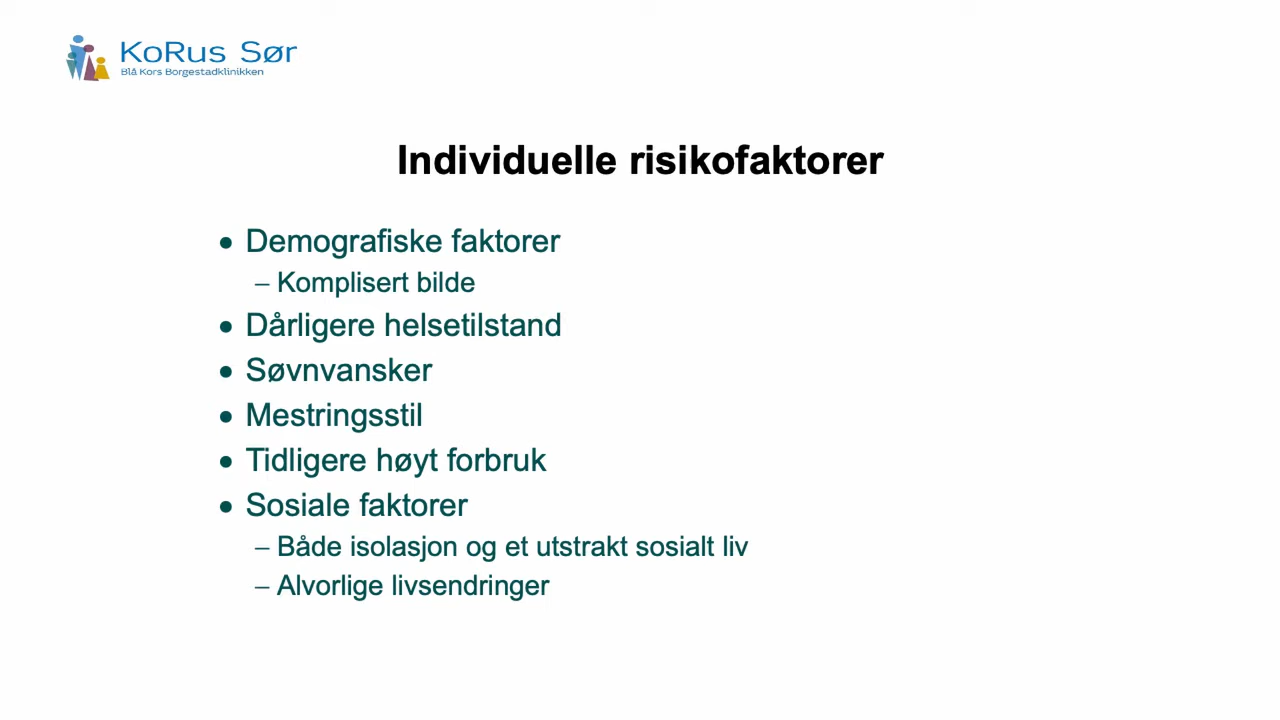 KoRus Sør
Blå Kors Borgestadklinikken
Individuelle risikofaktorer
• Demografiske faktorer
– Komplisert bilde
• Dårligere helsetilstand
• Søvnvansker
• Mestringsstil
• Tidligere høyt forbruk
• Sosiale faktorer
– Både isolasjon og et utstrakt sosialt liv
– Alvorlige livsendringer